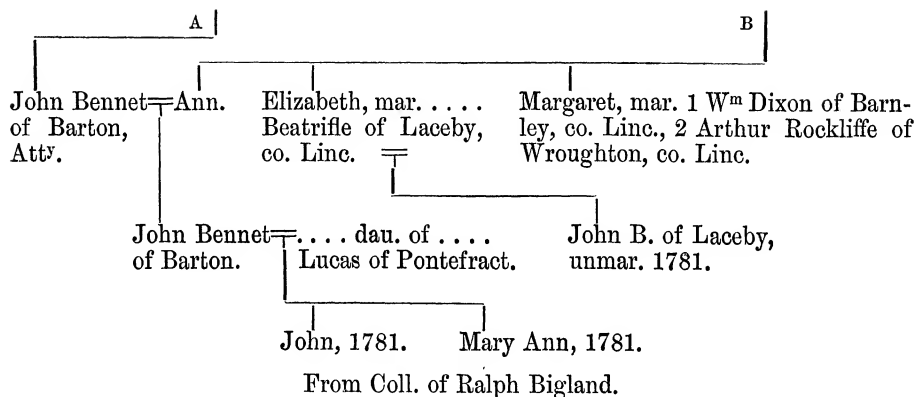 A
B
John Bennet=Ann.
of Barton,
Attʸ.
Elizabeth, mar. . . . . .
Beatrifle of Laceby,
co. Linc. =
Margaret, mar. 1 Wᵐ Dixon of Barn-
ley, co. Linc., 2 Arthur Rockliffe of
Wroughton, co. Linc.
John Bennet=. . . . dau. of . . . .
of Barton.
Lucas of Pontefract.
John B. of Laceby,
unmar. 1781.
John, 1781.
Mary Ann, 1781.
From Coll. of Ralph Bigland.